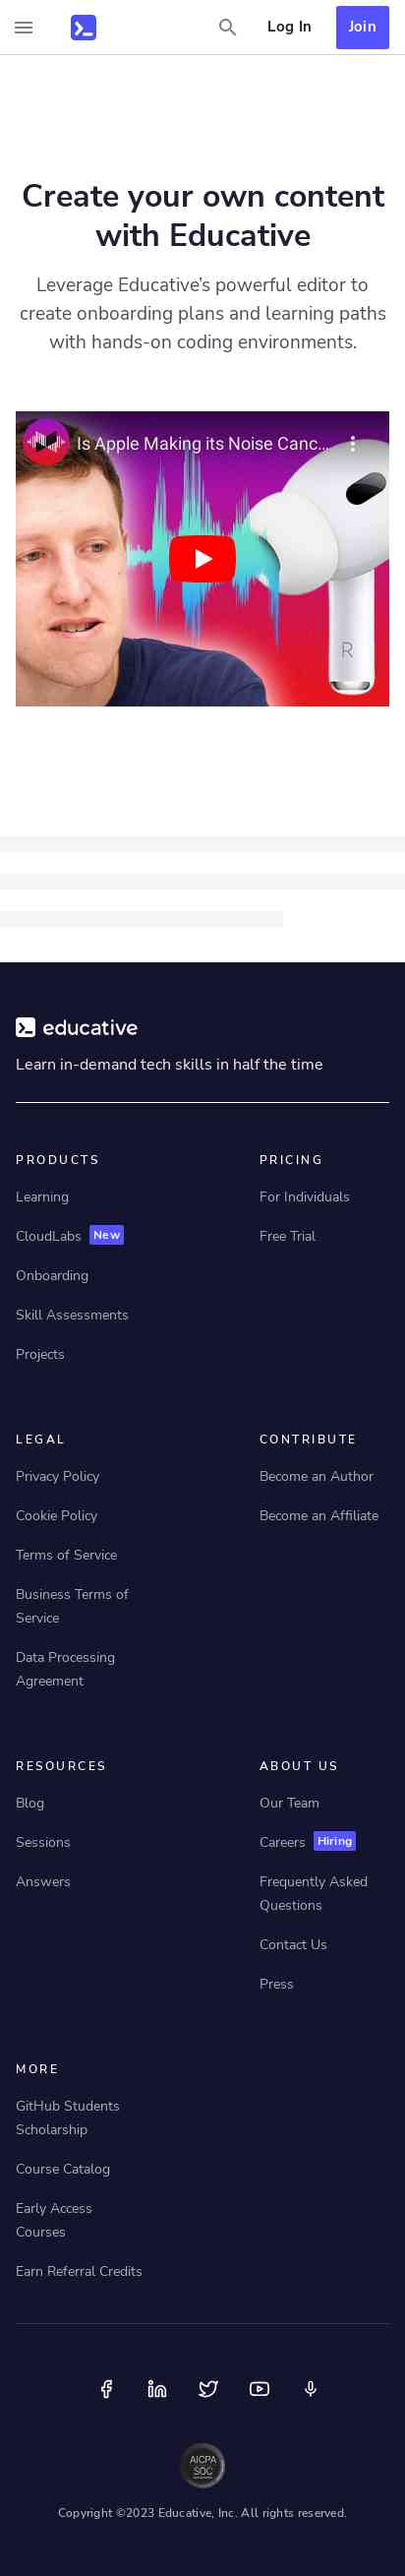 Log In
Join
Create your own content
with Educative
Leverage Educative’s powerful editor to
create onboarding plans and learning paths
with hands-on coding environments.
Is Apple Making its Noise Canc...
R
educative
Learn in-demand tech skills in half the time
PRODUCTS
Learning
CloudLabs New
Onboarding
Skill Assessments
Projects
PRICING
For Individuals
Free Trial
LEGAL
Privacy Policy
Cookie Policy
Terms of Service
Business Terms of
Service
Data Processing
Agreement
CONTRIBUTE
Become an Author
Become an Affiliate
RESOURCES
Blog
Sessions
Answers
ABOUT US
Our Team
Careers Hiring
Frequently Asked
Questions
Contact Us
Press
MORE
GitHub Students
Scholarship
Course Catalog
Early Access
Courses
Earn Referral Credits
AICPA
SOC
Copyright ©2023 Educative, Inc. All rights reserved.